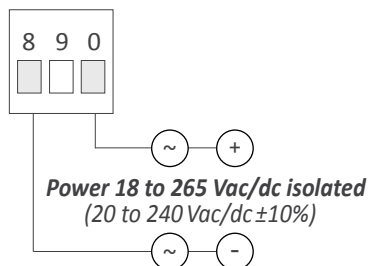 8 9 0
~ +
Power 18 to 265 Vac/dc isolated
(20 to 240 Vac/dc ±10%)
~ -